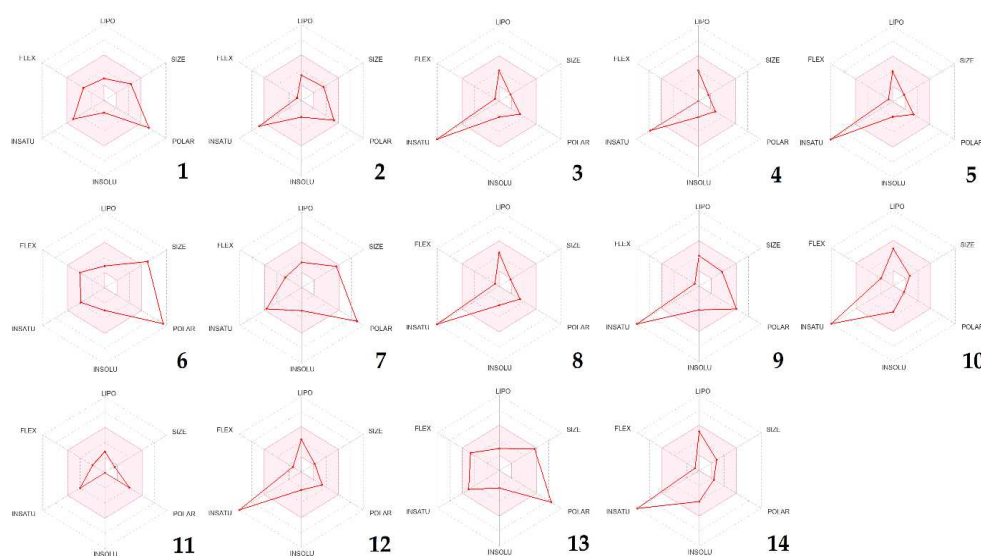 LIPO
FLEX SIZE
INSATU POLAR
INSOLU
1
LIPO
FLEX SIZE
INSATU POLAR
INSOLU
2
LIPO
FLEX SIZE
INSATU POLAR
INSOLU
3
LIPO
FLEX SIZE
INSATU POLAR
INSOLU
4
LIPO
FLEX SIZE
INSATU POLAR
INSOLU
5
LIPO
FLEX SIZE
INSATU POLAR
INSOLU
6
LIPO
FLEX SIZE
INSATU POLAR
INSOLU
7
LIPO
FLEX SIZE
INSATU POLAR
INSOLU
8
LIPO
FLEX SIZE
INSATU POLAR
INSOLU
9
LIPO
FLEX SIZE
INSATU POLAR
INSOLU
10
LIPO
FLEX SIZE
INSATU POLAR
INSOLU
11
LIPO
FLEX SIZE
INSATU POLAR
INSOLU
12
LIPO
FLEX SIZE
INSATU POLAR
INSOLU
13
LIPO
FLEX SIZE
INSATU POLAR
INSOLU
14